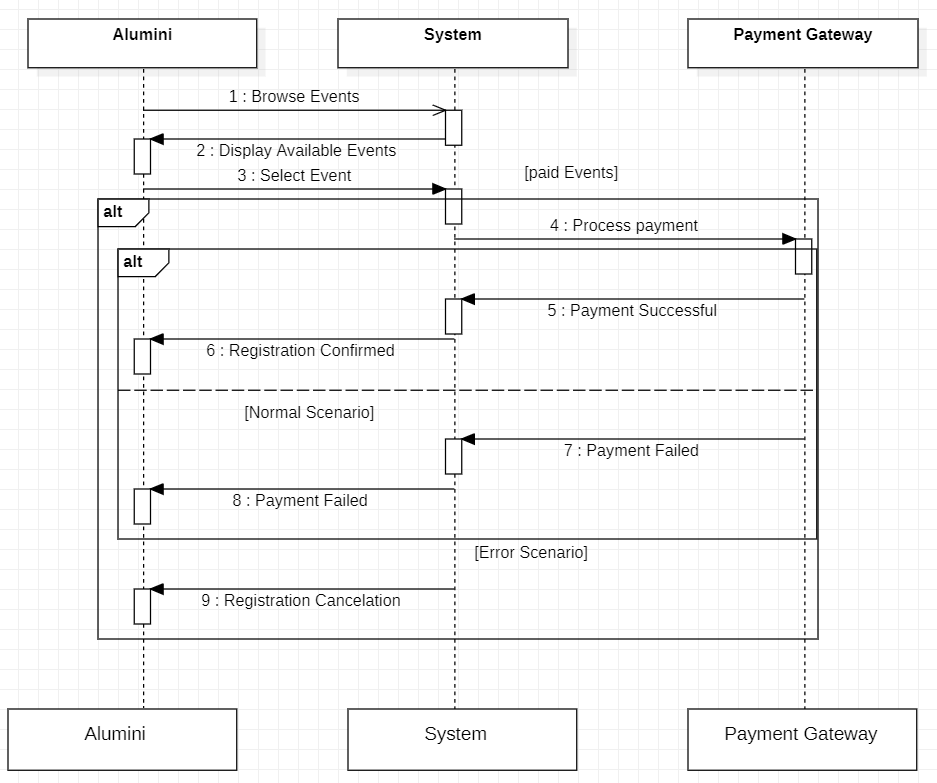 Alumini
System
Payment Gateway
1 : Browse Events
2 : Display Available Events
3 : Select Event
[paid Events]
alt
4 : Process payment
alt
5 : Payment Successful
6 : Registration Confirmed
[Normal Scenario]
7 : Payment Failed
8 : Payment Failed
[Error Scenario]
9 : Registration Cancelation
Alumini
System
Payment Gateway